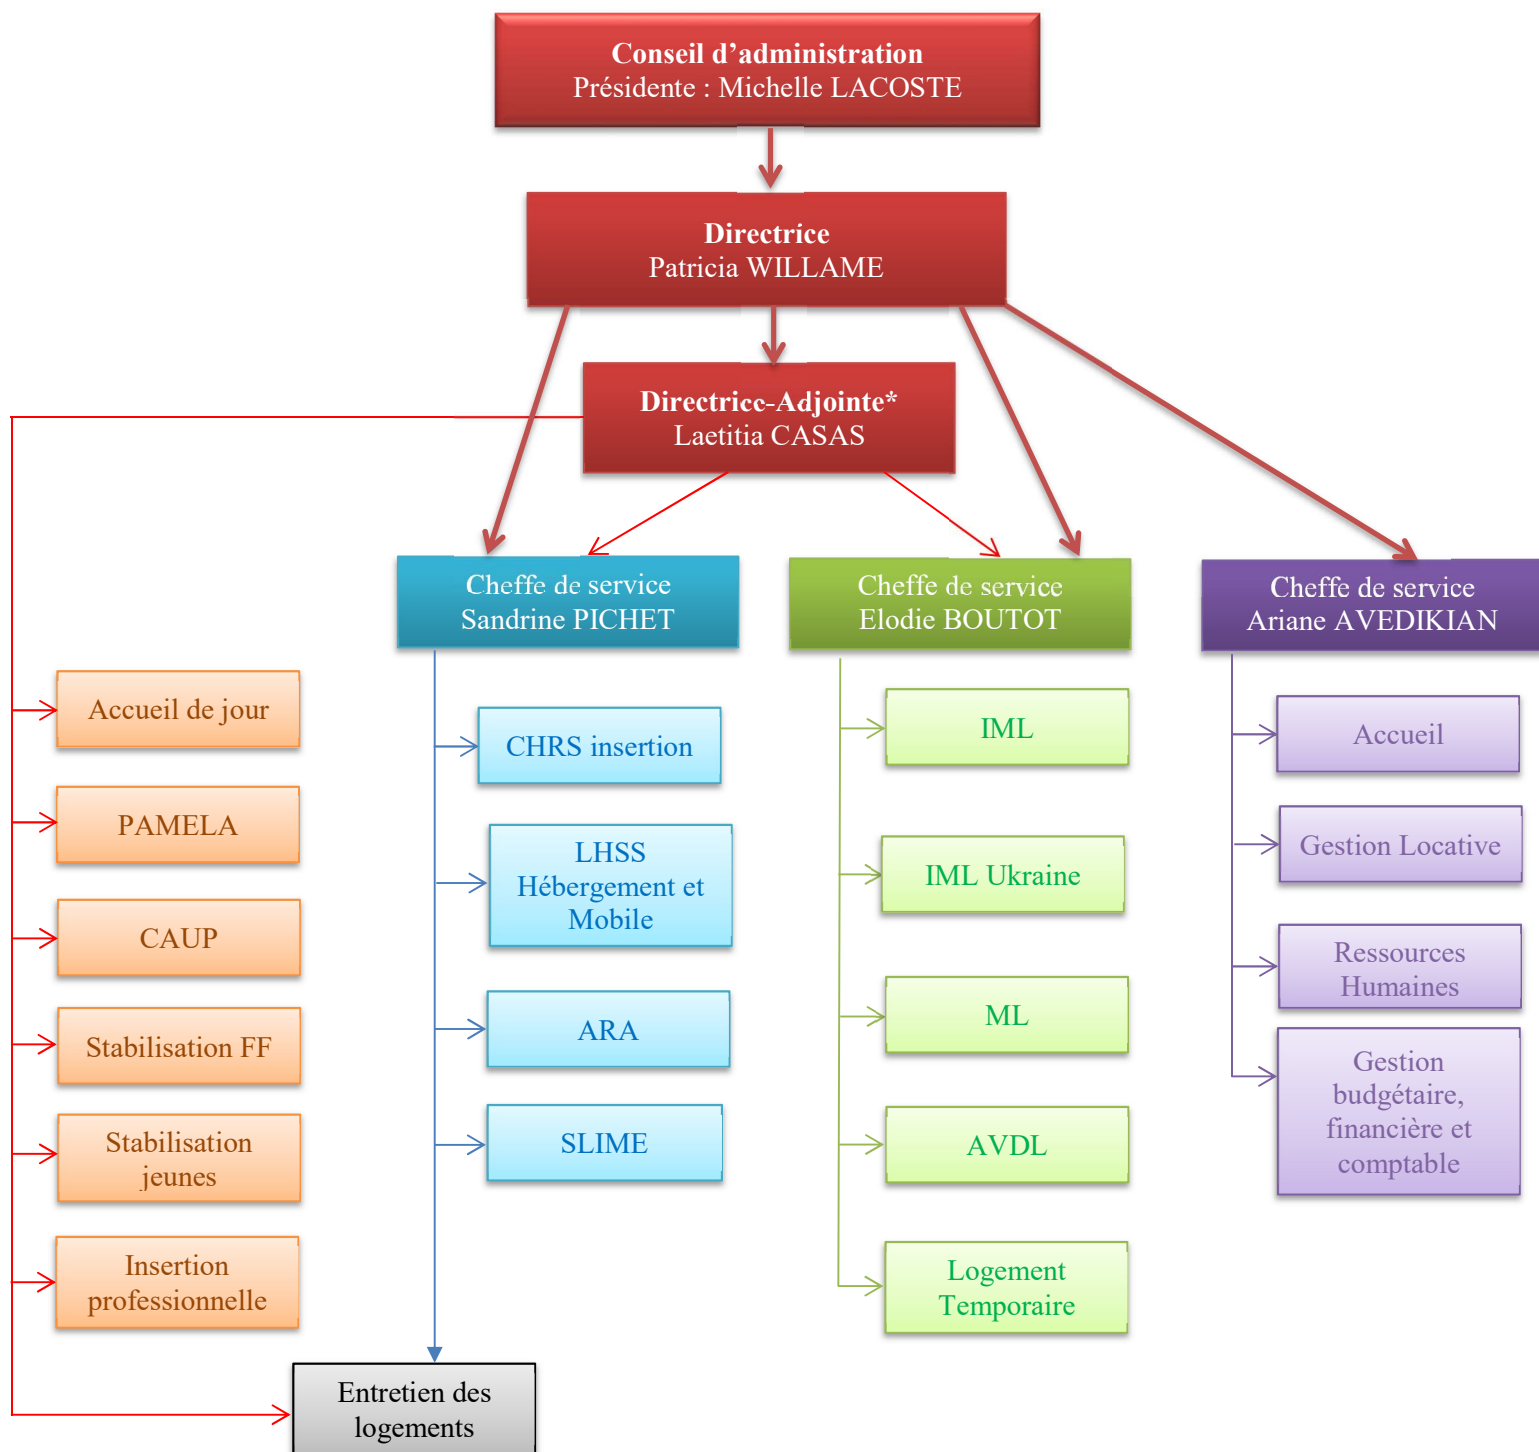 Conseil d’administration
Présidente : Michelle LACOSTE
Directrice
Patricia WILLAME
Directrice-Adjointe*
Laetitia CASAS
Cheffe de service
Sandrine PICHET
Cheffe de service
Elodie BOUTOT
Cheffe de service
Ariane AVEDIKIAN
Accueil de jour
PAMELA
CAUP
Stabilisation FF
Stabilisation
jeunes
Insertion
professionnelle
CHRS insertion
LHSS
Hébergement et
Mobile
ARA
SLIME
Entretien des
logements
IML
IML Ukraine
ML
AVDL
Logement
Temporaire
Accueil
Gestion Locative
Ressources
Humaines
Gestion
budgétaire,
financière et
comptable